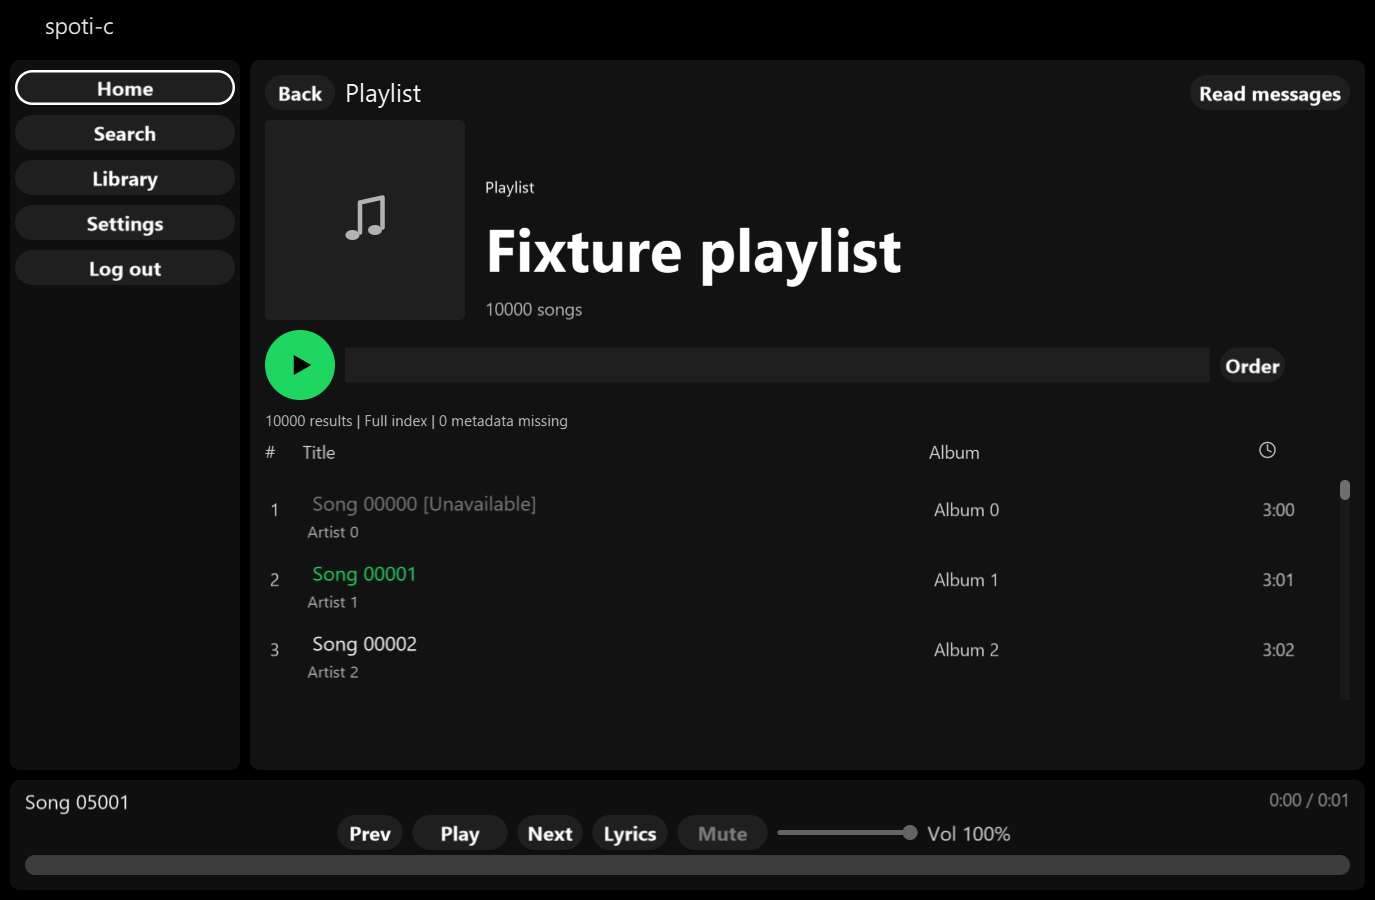 spoti-c
Home
Search
Library
Settings
Log out
Back Playlist Read messages
Playlist
Fixture playlist
10000 songs
Order
10000 results | Full index | 0 metadata missing
# Title Album
1 Song 00000 [Unavailable] Album 0 3:00
Artist 0
2 Song 00001 Album 1 3:01
Artist 1
3 Song 00002 Album 2 3:02
Artist 2
Song 05001 0:00 / 0:01
Prev Play Next Lyrics Mute Vol 100%